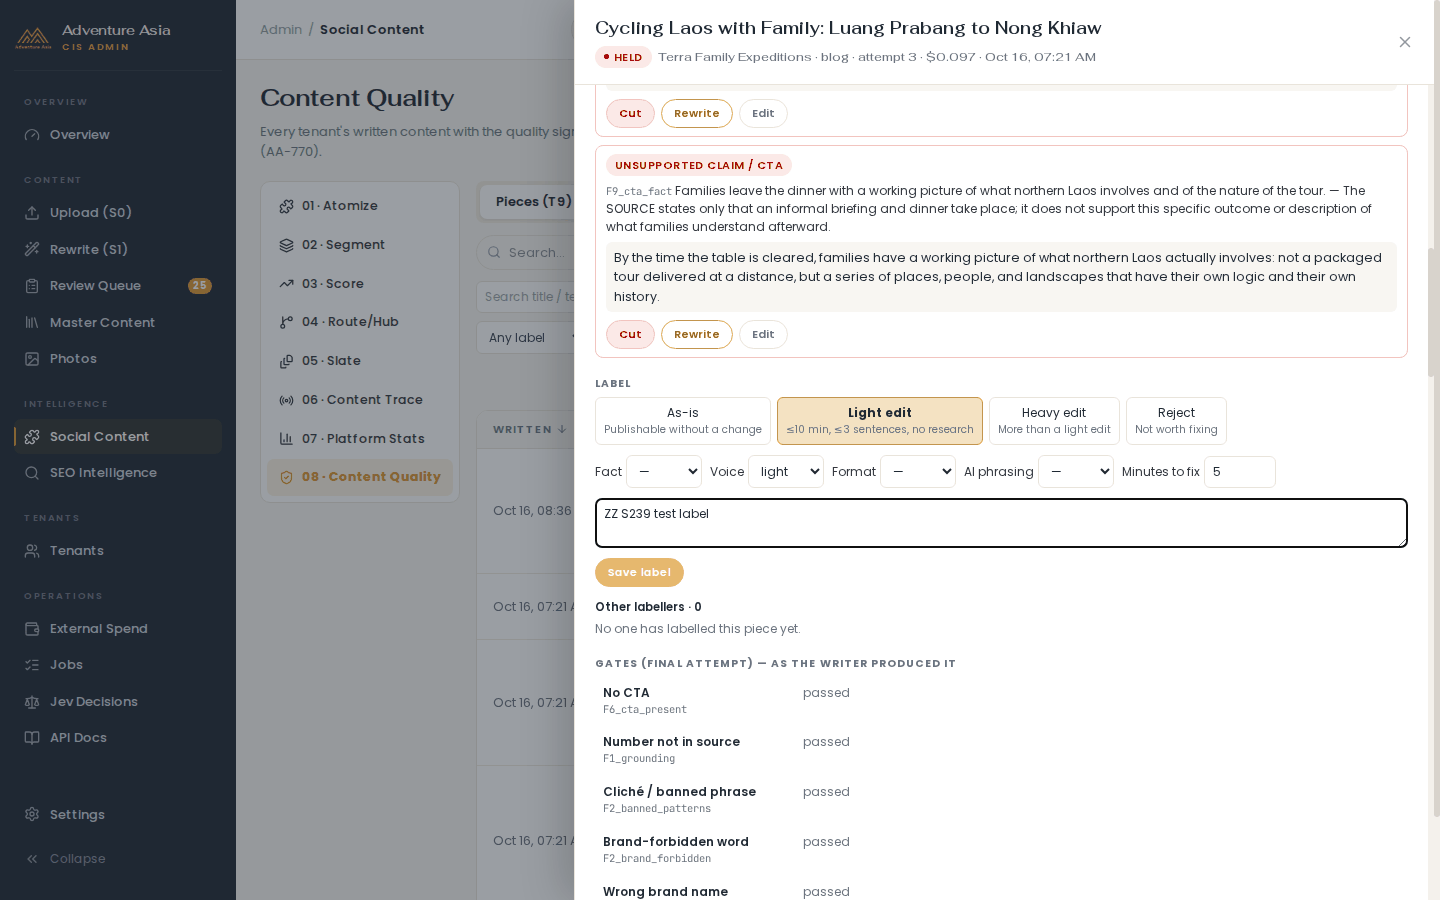 Adventure Asia
CIS ADMIN
OVERVIEW
Overview
CONTENT
Upload (S0)
Rewrite (S1)
Review Queue 25
Master Content
Photos
INTELLIGENCE
Social Content
SEO Intelligence
TENANTS
Tenants
OPERATIONS
External Spend
Jobs
Jev Decisions
API Docs
Settings
Collapse
Admin / Social Content
Content Quality
Every tenant's written content with the quality sign
(AA-770).
01 · Atomize
02 · Segment
03 · Score
04 · Route/Hub
05 · Slate
06 · Content Trace
07 · Platform Stats
08 · Content Quality
Pieces (T9)
Search...
Search title / te
Any label
WRITTEN ↓
Oct 16, 08:36
Oct 16, 07:21 A
Oct 16, 07:21 A
Oct 16, 07:21 A
Cycling Laos with Family: Luang Prabang to Nong Khiaw
HELD Terra Family Expeditions · blog · attempt 3 · $0.097 · Oct 16, 07:21 AM
Cut Rewrite Edit
UNSUPPORTED CLAIM / CTA
F9_cta_fact Families leave the dinner with a working picture of what northern Laos involves and of the nature of the tour. — The
SOURCE states only that an informal briefing and dinner take place; it does not support this specific outcome or description of
what families understand afterward.
By the time the table is cleared, families have a working picture of what northern Laos actually involves: not a packaged
tour delivered at a distance, but a series of places, people, and landscapes that have their own logic and their own
history.
Cut Rewrite Edit
LABEL
As-is
Publishable without a change
Light edit
≤10 min, ≤3 sentences, no research
Heavy edit
More than a light edit
Reject
Not worth fixing
Fact — Voice light Format — AI phrasing — Minutes to fix 5
ZZ S239 test label
Save label
Other labellers · 0
No one has labelled this piece yet.
GATES (FINAL ATTEMPT) — AS THE WRITER PRODUCED IT
No CTA passed
F6_cta_present
Number not in source passed
F1_grounding
Cliché / banned phrase passed
F2_banned_patterns
Brand-forbidden word passed
F2_brand_forbidden
Wrong brand name passed